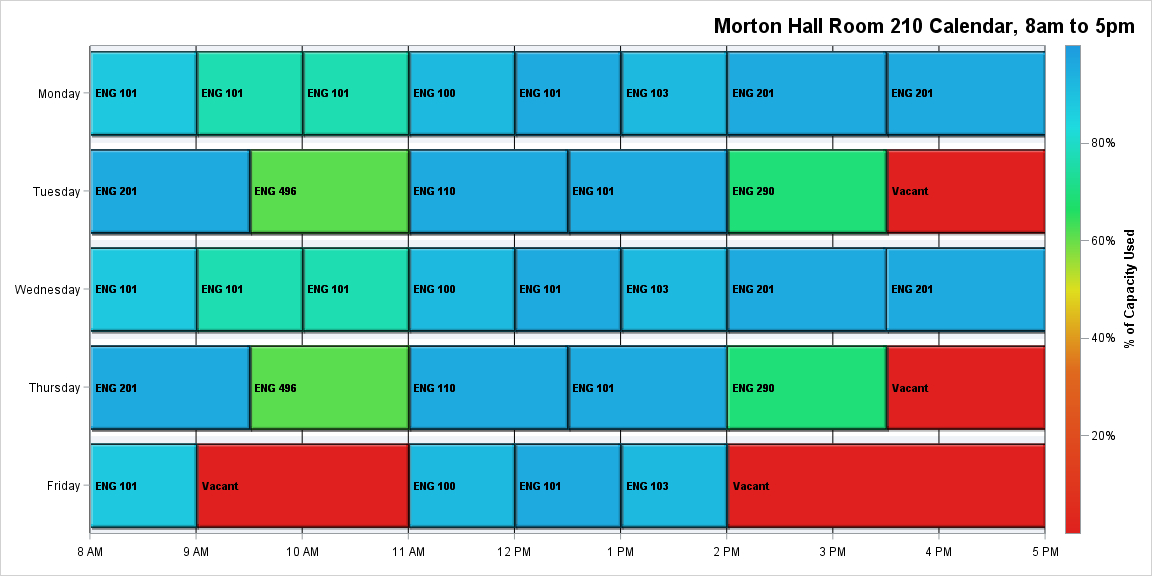 Morton Hall Room 210 Calendar, 8am to 5pm
Monday
ENG 101
ENG 101
ENG 101
ENG 100
ENG 101
ENG 103
ENG 201
ENG 201
Tuesday
ENG 201
ENG 496
ENG 110
ENG 101
ENG 290
Vacant
Wednesday
ENG 101
ENG 101
ENG 101
ENG 100
ENG 101
ENG 103
ENG 201
ENG 201
Thursday
ENG 201
ENG 496
ENG 110
ENG 101
ENG 290
Vacant
Friday
ENG 101
Vacant
ENG 100
ENG 101
ENG 103
Vacant
8 AM
9 AM
10 AM
11 AM
12 PM
1 PM
2 PM
3 PM
4 PM
5 PM
80%
60%
40%
20%
% of Capacity Used